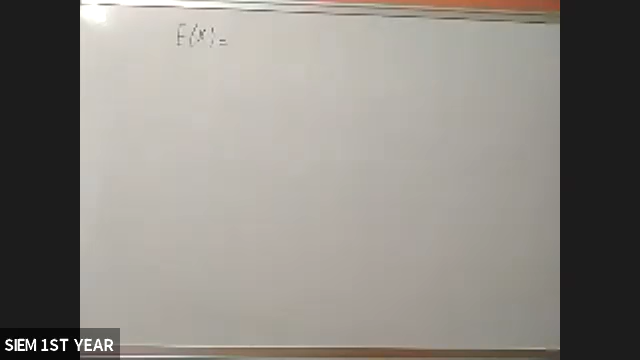 E(x) =
SIEM 1ST YEAR